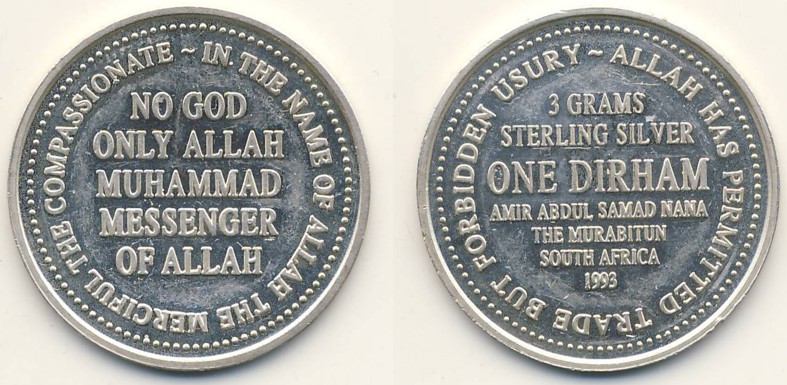 IN THE NAME OF ALLAH THE MERCIFUL THE COMPASSIONATE ~
NO GOD
ONLY ALLAH
MUHAMMAD
MESSENGER
OF ALLAH
ALLAH HAS PERMITTED TRADE BUT FORBIDDEN USURY ~
3 GRAMS
STERLING SILVER
ONE DIRHAM
AMIR ABDUL SAMAD NANA
THE MURABITUN
SOUTH AFRICA
1993